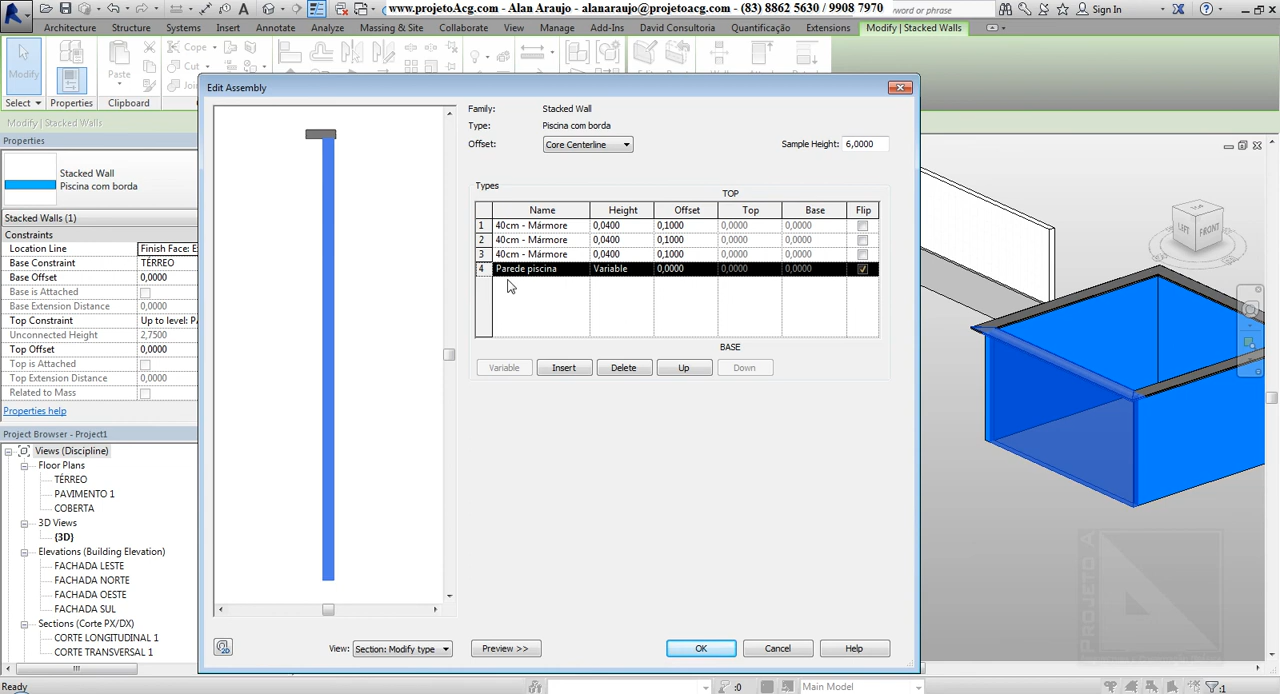 www.projetoAcg.com - Alan Araujo - alanaraujo@projetoacg.com - (83) 8862 5630 / 9908 7970
word or phrase
Sign In
Architecture Structure Systems Insert Annotate Analyze Massing & Site Collaborate View Manage Add-Ins David Consultoria Quantificação Extensions Modify | Stacked Walls
Modify
Paste
Cope
Cut
Join
Select Properties Clipboard
Modify | Stacked Walls
Properties
Stacked Wall
Piscina com borda
Stacked Walls (1)
Constraints
Location Line Finish Face: E
Base Constraint TÉRREO
Base Offset 0,0000
Base is Attached
Base Extension Distance 0,0000
Top Constraint Up to level: PA
Unconnected Height 2,7500
Top Offset 0,0000
Top is Attached
Top Extension Distance 0,0000
Related to Mass
Properties help
Project Browser - Project1
Views (Discipline)
Floor Plans
TÉRREO
PAVIMENTO 1
COBERTA
3D Views
{3D}
Elevations (Building Elevation)
FACHADA LESTE
FACHADA NORTE
FACHADA OESTE
FACHADA SUL
Sections (Corte PX/DX)
CORTE LONGITUDINAL 1
CORTE TRANSVERSAL 1
Ready
Edit Assembly
Family: Stacked Wall
Type: Piscina com borda
Offset: Core Centerline
Sample Height: 6,0000
Types
TOP
Name Height Offset Top Base Flip
1 40cm - Mármore 0,0400 0,1000 0,0000 0,0000
2 40cm - Mármore 0,0400 0,1000 0,0000 0,0000
3 40cm - Mármore 0,0400 0,1000 0,0000 0,0000
4 Parede piscina Variable 0,0000 0,0000 0,0000
BASE
Variable Insert Delete Up Down
View: Section: Modify type Preview >> OK Cancel Help
TOP
LEFT
FRONT
PROJETO A
:0
Main Model
:1